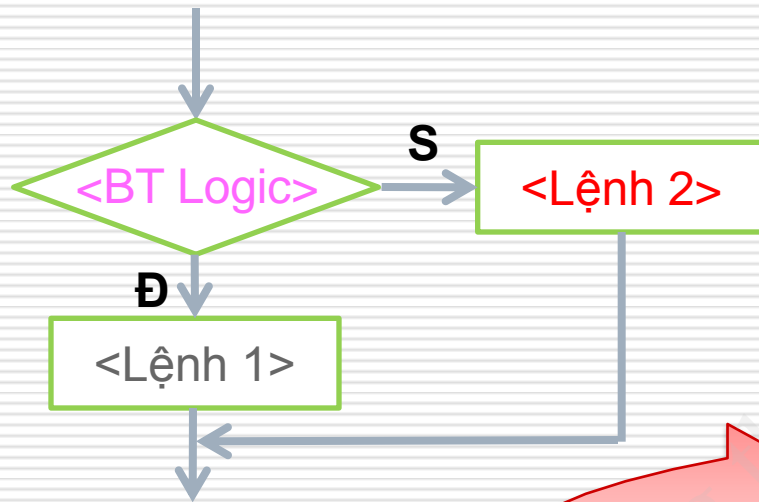 S
<BT Logic>
<Lệnh 2>
Đ
<Lệnh 1>